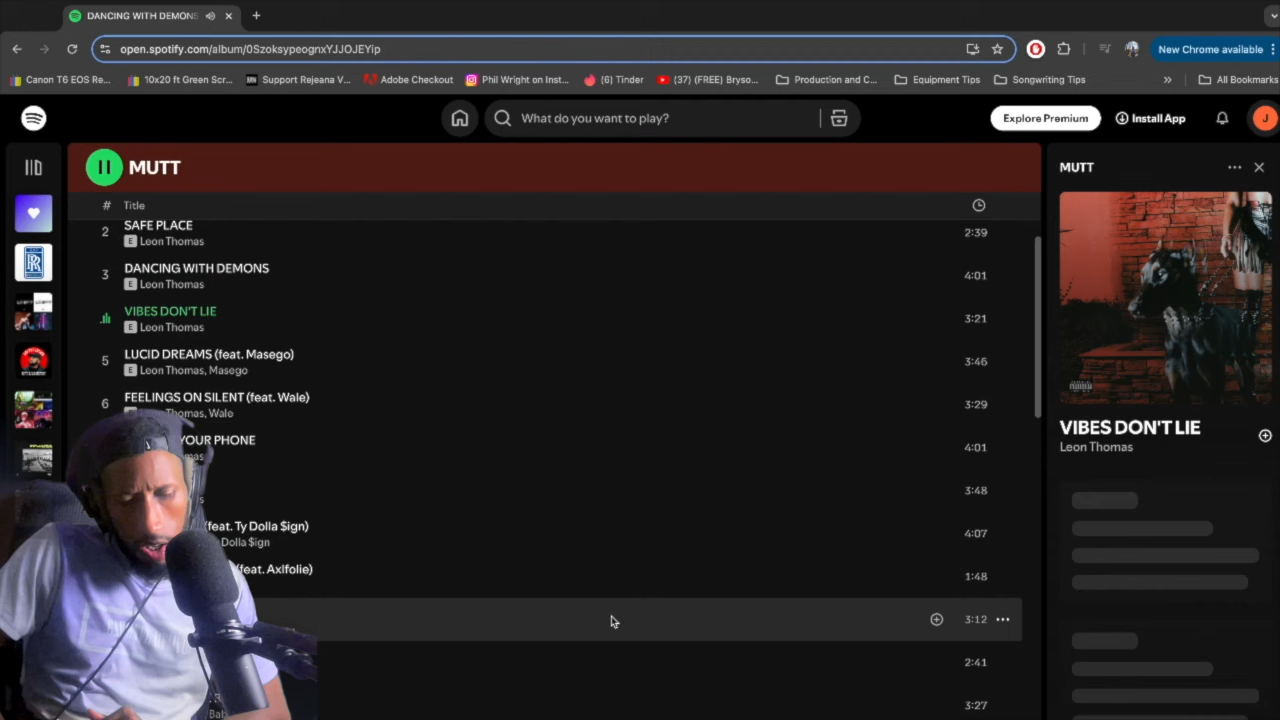 DANCING WITH DEMONS
open.spotify.com/album/0SzoksypeognxYJJOJEYip
New Chrome available
Canon T6 EOS Re...
10x20 ft Green Scr...
Support Rejeana V...
Adobe Checkout
Phil Wright on Inst...
(6) Tinder
(37) (FREE) Bryso...
Production and C...
Equipment Tips
Songwriting Tips
»
All Bookmarks
What do you want to play?
Explore Premium
Install App
J
MUTT
# Title
2 SAFE PLACE 2:39
E Leon Thomas
3 DANCING WITH DEMONS 4:01
E Leon Thomas
VIBES DON'T LIE 3:21
E Leon Thomas
5 LUCID DREAMS (feat. Masego) 3:46
E Leon Thomas, Masego
6 FEELINGS ON SILENT (feat. Wale) 3:29
Thomas, Wale
YOUR PHONE 4:01
3:48
(feat. Ty Dolla $ign) 4:07
Dolla $ign
(feat. Axlfolie) 1:48
3:12
2:41
3:27
MUTT
VIBES DON'T LIE
Leon Thomas